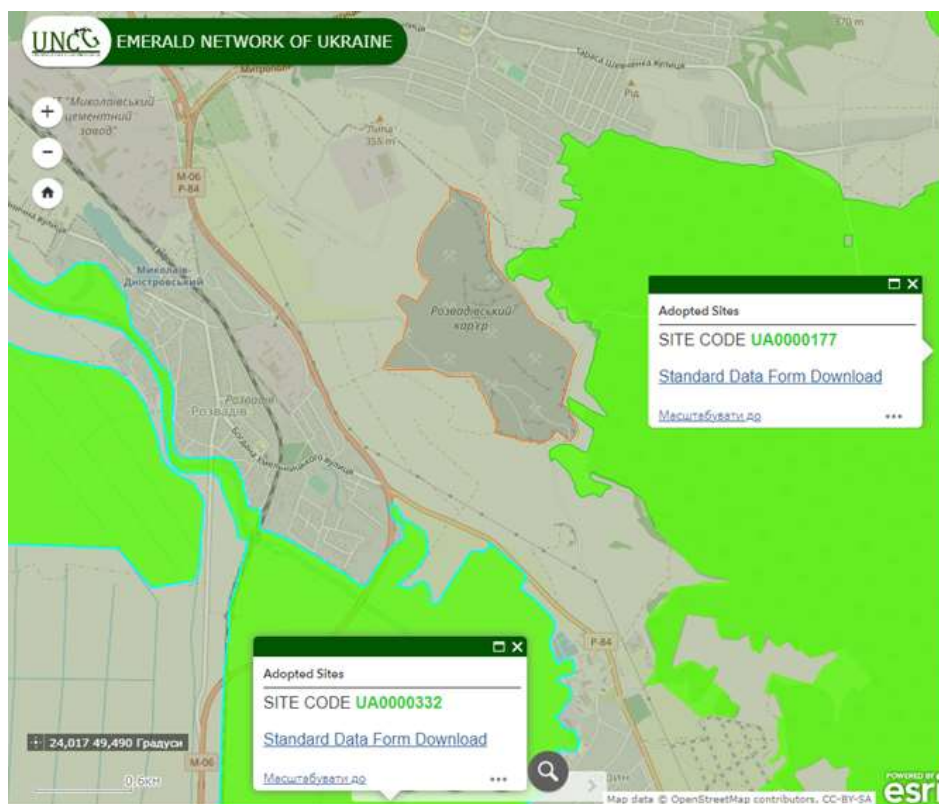 UNCG EMERALD NETWORK OF UKRAINE
370 m
Тараса Шевченка вулиця
Рід
Липа
355 m
"Миколаївський
цементний
завод"
М-06
Р-84
Миколаїв-
Дністровський
Розвадівський
кар'єр
Розвадів
Розвадів
Богдана Хмельницького вулиця
Adopted Sites
SITE CODE UA0000177
Standard Data Form Download
Масштабувати до
•••
Р-84
Adopted Sites
SITE CODE UA0000332
Standard Data Form Download
Масштабувати до
•••
24,017 49,490 Градуси
0,6км
М-06
Map data © OpenStreetMap contributors, CC-BY-SA
POWERED BY
esri